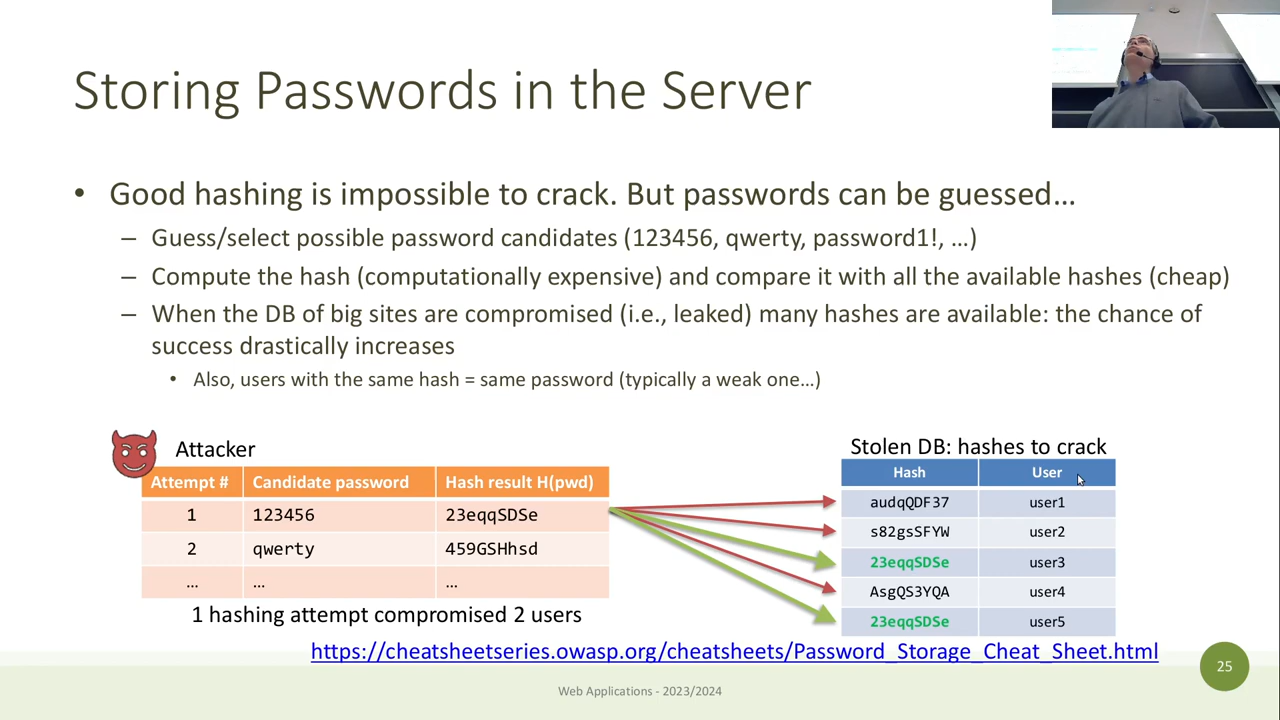 Storing Passwords in the Server
• Good hashing is impossible to crack. But passwords can be guessed…
– Guess/select possible password candidates (123456, qwerty, password1!, …)
– Compute the hash (computationally expensive) and compare it with all the available hashes (cheap)
– When the DB of big sites are compromised (i.e., leaked) many hashes are available: the chance of
success drastically increases
• Also, users with the same hash = same password (typically a weak one…)
Attacker
Attempt # Candidate password Hash result H(pwd)
1 123456 23eqqSDSe
2 qwerty 459GSHhsd
… … …
1 hashing attempt compromised 2 users
Stolen DB: hashes to crack
Hash User
audqQDF37 user1
s82gsSFYW user2
23eqqSDSe user3
AsgQS3YQA user4
23eqqSDSe user5
https://cheatsheetseries.owasp.org/cheatsheets/Password_Storage_Cheat_Sheet.html
25
Web Applications - 2023/2024